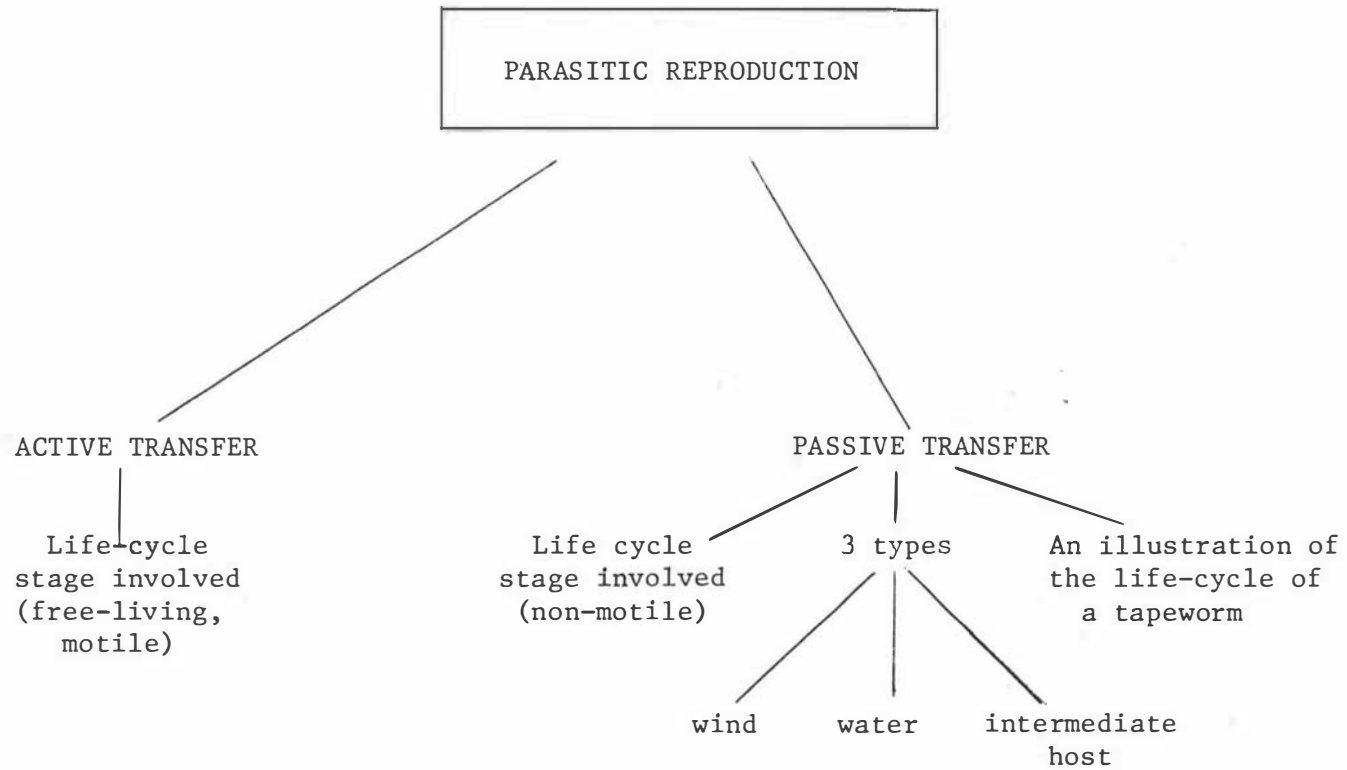 PARASITIC REPRODUCTION
ACTIVE TRANSFER
Life-cycle
stage involved
(free-living,
motile)
PASSIVE TRANSFER
Life cycle
stage involved
(non-motile)
3 types
wind
water
intermediate
host
An illustration of
the life-cycle of
a tapeworm